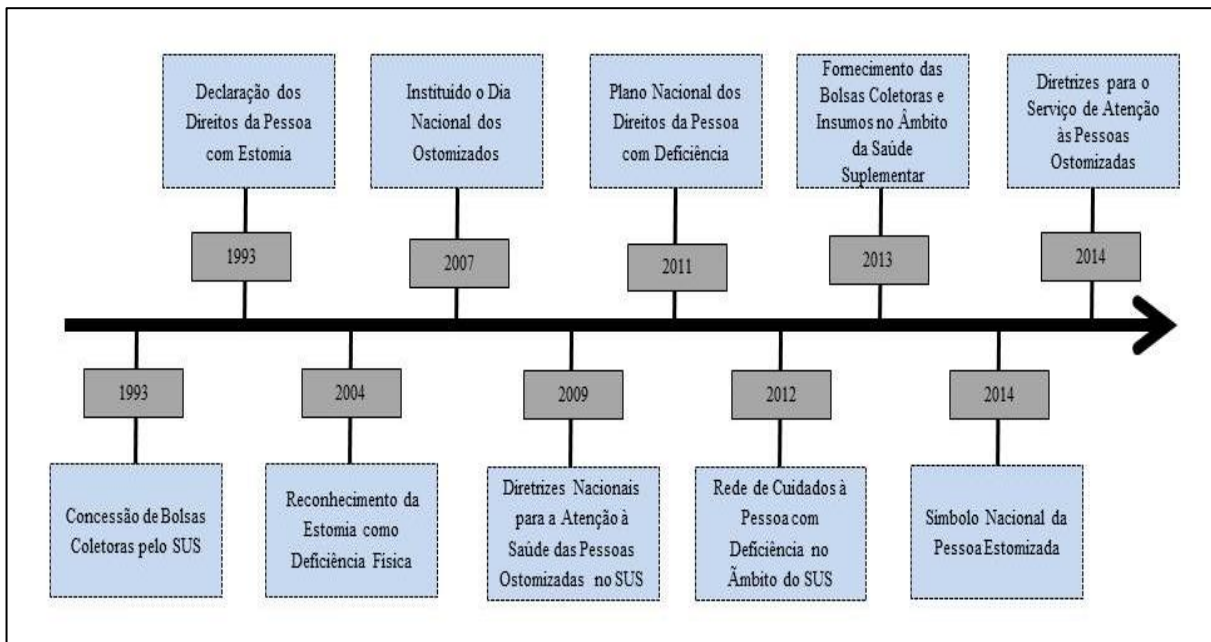 Declaração dos
Direitos da Pessoa
com Estomia
Instituído o Dia
Nacional dos
Ostomizados
Plano Nacional dos
Direitos da Pessoa
com Deficiência
Fornecimento das
Bolsas Coletoras e
Insumos no Âmbito
da Saúde
Suplementar
Diretrizes para o
Serviço de Atenção
às Pessoas
Ostomizadas
1993
2007
2011
2013
2014
1993
2004
2009
2012
2014
Concessão de Bolsas
Coletoras pelo SUS
Reconhecimento da
Estomia como
Deficiência Física
Diretrizes Nacionais
para a Atenção à
Saúde das Pessoas
Ostomizadas no SUS
Rede de Cuidados à
Pessoa com
Deficiência no
Âmbito do SUS
Símbolo Nacional da
Pessoa Estomizada